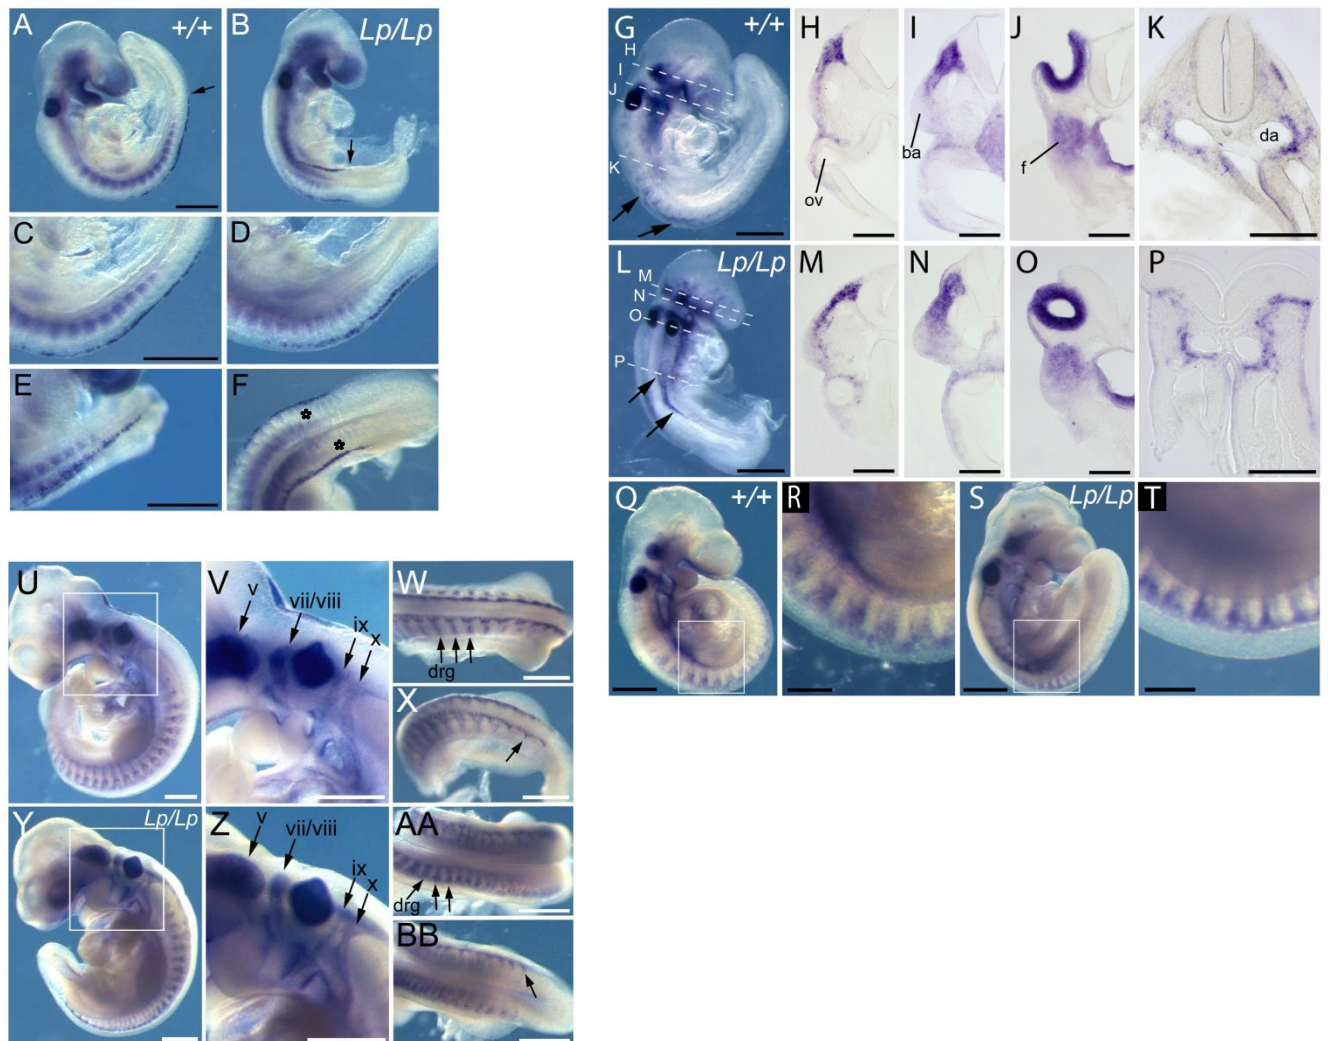 A +/+
B Lp/Lp
C
D
E
F
*
*
G +/+
H
I
J
K
H
I
J
K
ov
ba
f
da
L Lp/Lp
M
N
O
P
M
N
O
P
Q +/+
R
S Lp/Lp
T
U
V
v
vii/viii
ix
x
W
drg
X
Y Lp/Lp
Z
v
vii/viii
ix
x
AA
drg
BB